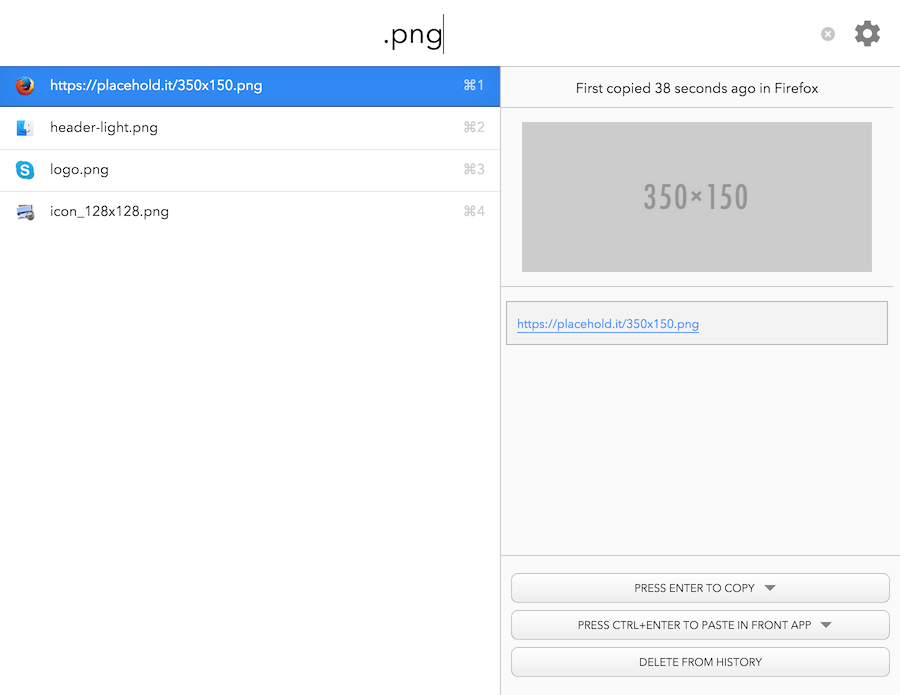 .png
https://placehold.it/350x150.png ⌘1
header-light.png ⌘2
logo.png ⌘3
icon_128x128.png ⌘4
First copied 38 seconds ago in Firefox
350×150
https://placehold.it/350x150.png
PRESS ENTER TO COPY
PRESS CTRL+ENTER TO PASTE IN FRONT APP
DELETE FROM HISTORY